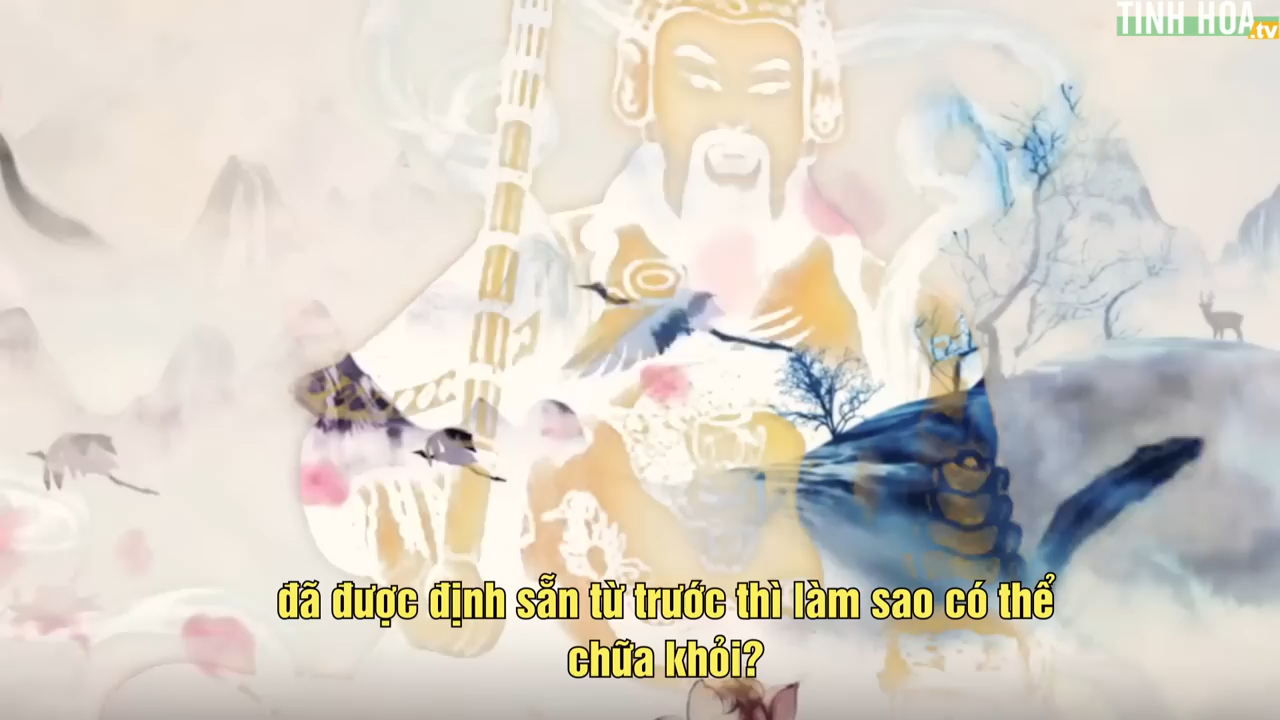 TINH HOA
.tv
đã được định sẵn từ trước thì làm sao có thể
chữa khỏi?